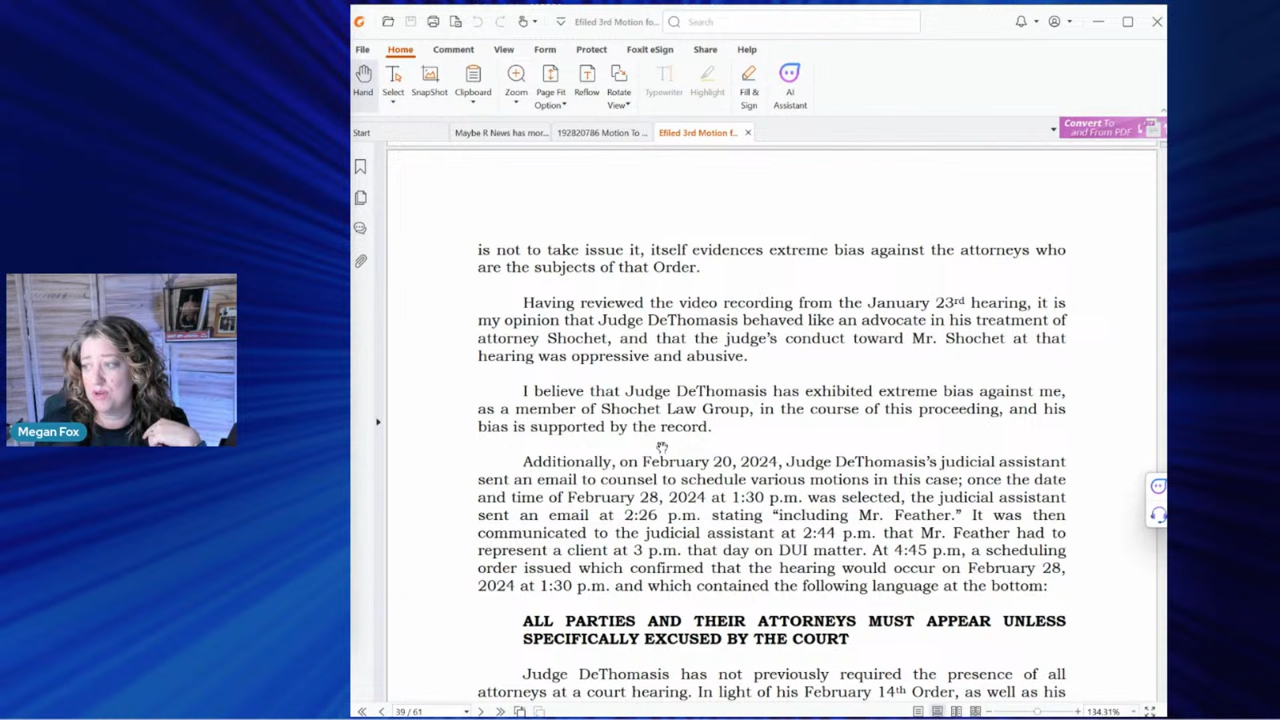 Efiled 3rd Motion fo...
Search
File
Home
Comment
View
Form
Protect
Foxit eSign
Share
Help
Hand
Select
SnapShot
Clipboard
Zoom
Page Fit
Option
Reflow
Rotate
View
Typewriter
Highlight
Fill &
Sign
AI
Assistant
Start
Maybe R News has mor...
192820786 Motion To ...
Efiled 3rd Motion f...
Convert To
and From PDF
is not to take issue it, itself evidences extreme bias against the attorneys who
are the subjects of that Order.
Having reviewed the video recording from the January 23rd hearing, it is
my opinion that Judge DeThomasis behaved like an advocate in his treatment of
attorney Shochet, and that the judge's conduct toward Mr. Shochet at that
hearing was oppressive and abusive.
I believe that Judge DeThomasis has exhibited extreme bias against me,
as a member of Shochet Law Group, in the course of this proceeding, and his
bias is supported by the record.
Additionally, on February 20, 2024, Judge DeThomasis's judicial assistant
sent an email to counsel to schedule various motions in this case; once the date
and time of February 28, 2024 at 1:30 p.m. was selected, the judicial assistant
sent an email at 2:26 p.m. stating "including Mr. Feather." It was then
communicated to the judicial assistant at 2:44 p.m. that Mr. Feather had to
represent a client at 3 p.m. that day on DUI matter. At 4:45 p.m, a scheduling
order issued which confirmed that the hearing would occur on February 28,
2024 at 1:30 p.m. and which contained the following language at the bottom:
ALL PARTIES AND THEIR ATTORNEYS MUST APPEAR UNLESS
SPECIFICALLY EXCUSED BY THE COURT
Judge DeThomasis has not previously required the presence of all
attorneys at a court hearing. In light of his February 14th Order, as well as his
Megan Fox
39 / 61
134.31%